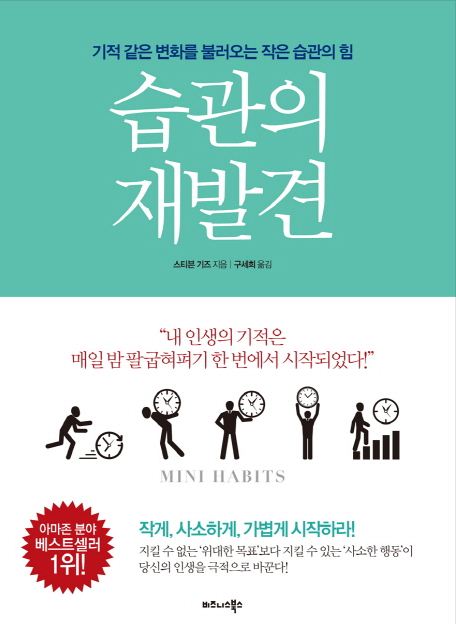 기적 같은 변화를 불러오는 작은 습관의 힘
습관의
재발견
스티븐 기즈 지음 | 구세희 옮김
“내 인생의 기적은
매일 밤 팔굽혀펴기 한 번에서 시작되었다!”
MINI HABITS
아마존 분야
베스트셀러
1위!
작게, 사소하게, 가볍게 시작하라!
지킬 수 없는 ‘위대한 목표’보다 지킬 수 있는 ‘사소한 행동’이
당신의 인생을 극적으로 바꾼다!
비즈니스북스